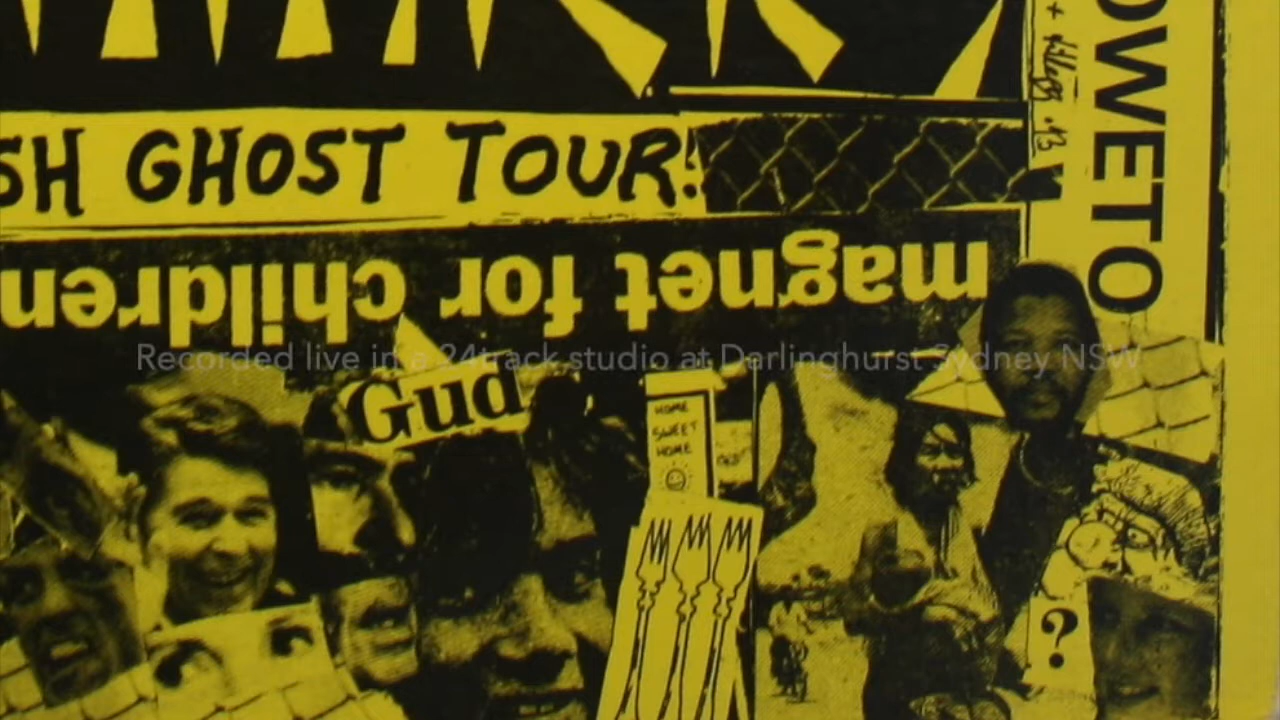 OWETO
SH GHOST TOUR!
magnet for children
Recorded live in a 24track studio at Darlinghurst Sydney NSW
Gud
HOME
SWEET
HOME
?